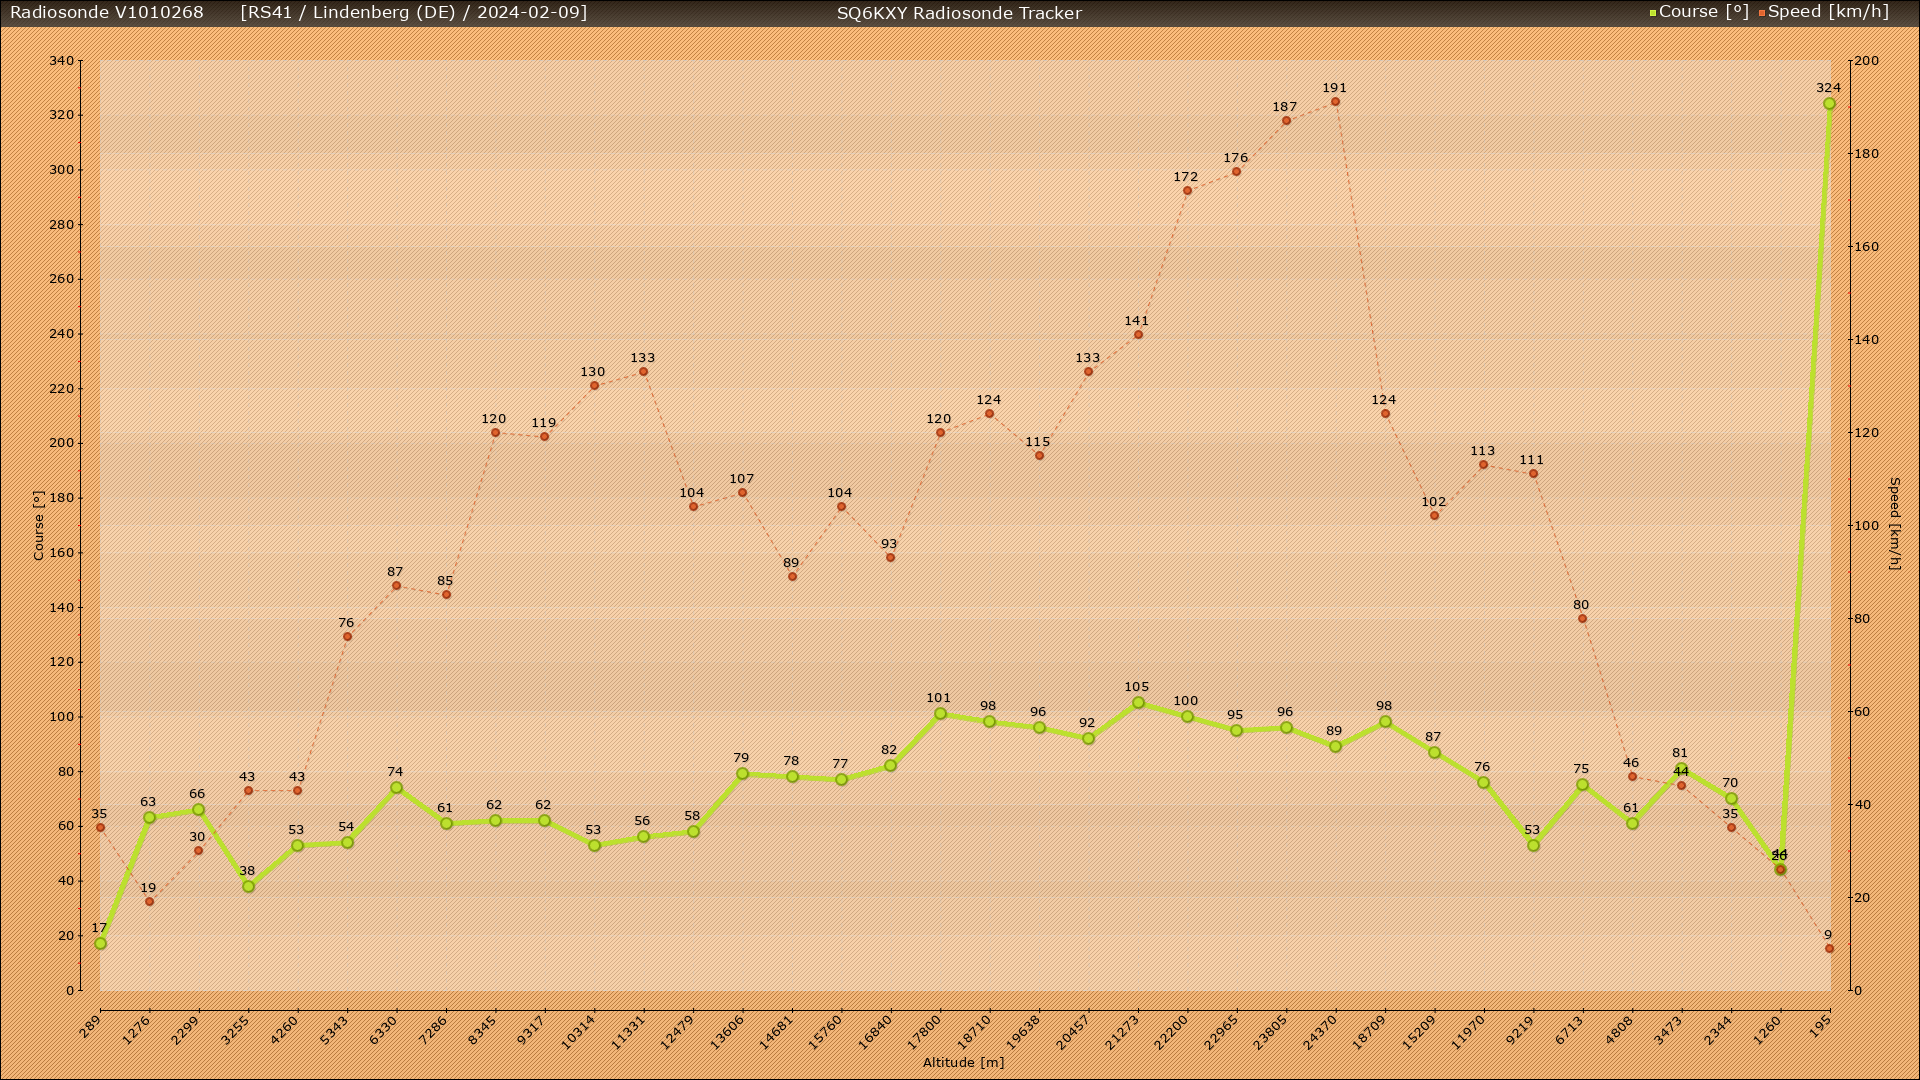 Radiosonde V1010268 [RS41 / Lindenberg (DE) / 2024-02-09] SQ6KXY Radiosonde Tracker Course [°] Speed [km/h]
340 320 300 280 260 240 220 200 180 160 140 120 100 80 60 40 20 0
Course [°]
35 19 30 43 43 76 87 85 120 119 130 133 104 107 89 104 93 120 124 115 133 141 172 176 187 191 124 102 113 111 80 46 44 35 26 9
17 63 66 38 53 54 74 61 62 62 53 56 58 79 78 77 82 101 98 96 92 105 100 95 96 89 98 87 76 53 75 61 81 70 44 324
200 180 160 140 120 100 80 60 40 20 0
Speed [km/h]
289 1276 2299 3255 4260 5343 6330 7286 8345 9317 10314 11331 12479 13606 14681 15760 16840 17800 18710 19638 20457 21273 22200 22965 23805 24370 18709 15209 11970 9219 6713 4808 3473 2344 1260 195
Altitude [m]